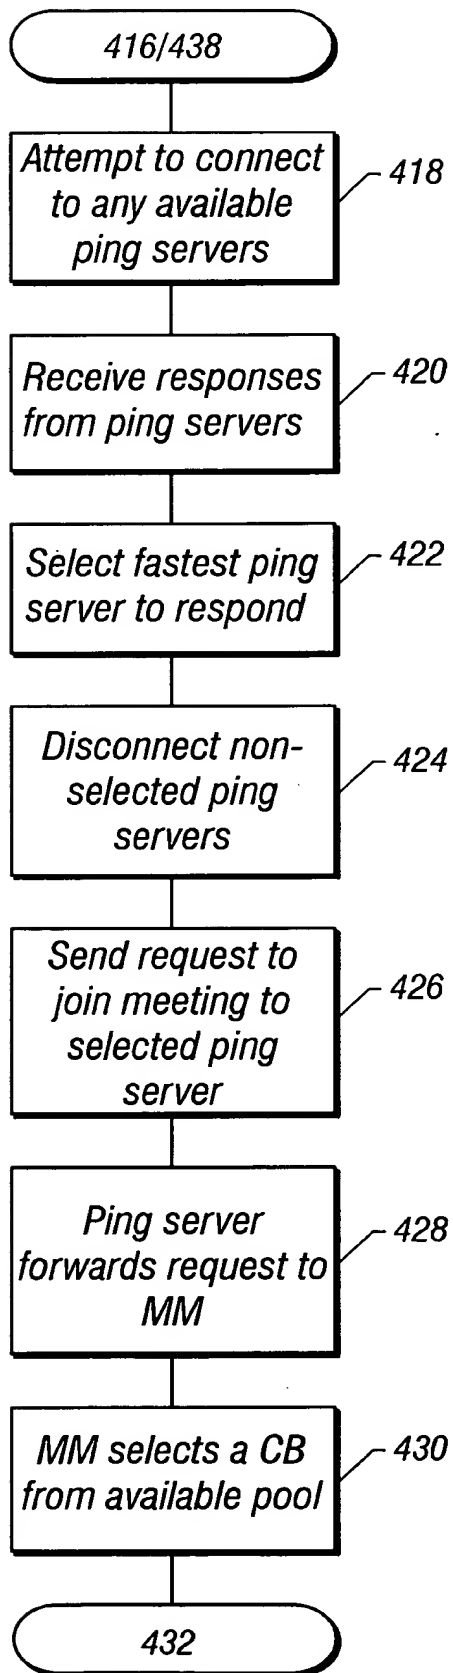 416/438
Attempt to connect
to any available
ping servers
418
Receive responses
from ping servers
420
Select fastest ping
server to respond
422
Disconnect non-
selected ping
servers
424
Send request to
join meeting to
selected ping
server
426
Ping server
forwards request to
MM
428
MM selects a CB
from available pool
430
432